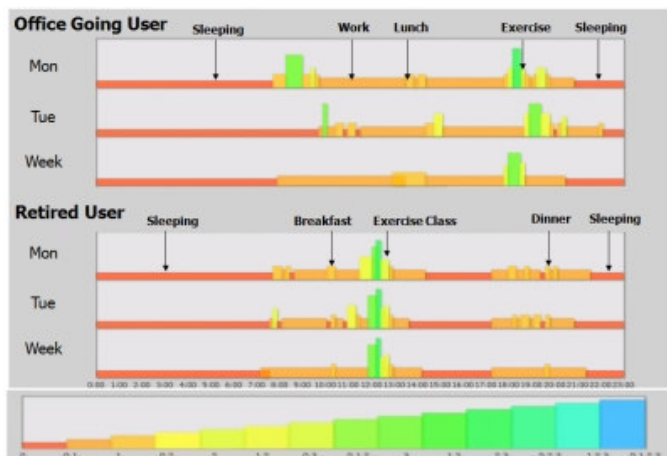 Office Going User
Sleeping Work Lunch Exercise Sleeping
Mon
Tue
Week
Retired User
Sleeping Breakfast Exercise Class Dinner Sleeping
Mon
Tue
Week
0:00 1:00 2:00 3:00 4:00 5:00 6:00 7:00 8:00 9:00 10:00 11:00 12:00 13:00 14:00 15:00 16:00 17:00 18:00 19:00 20:00 21:00 22:00 23:00